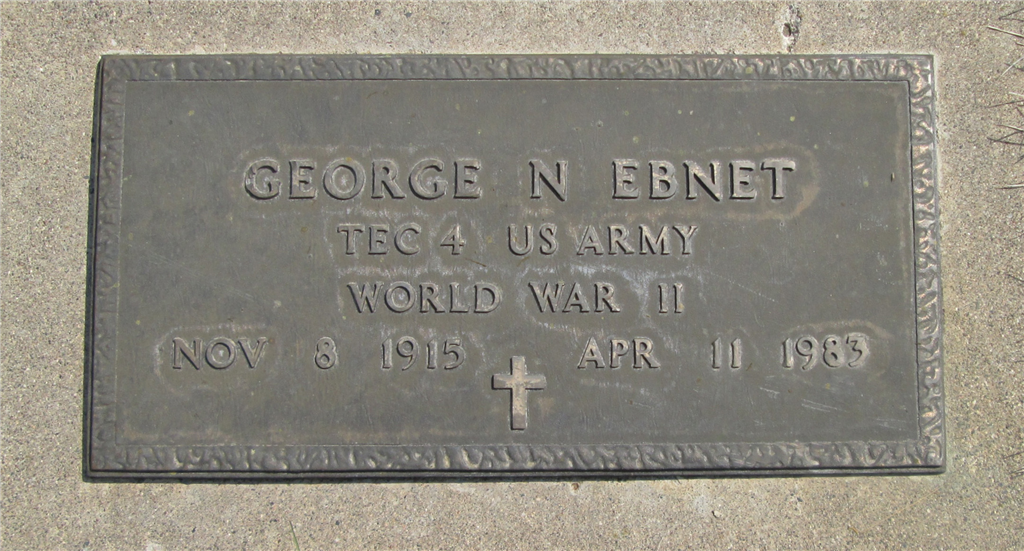 GEORGE N EBNET
TEC 4 US ARMY
WORLD WAR II
NOV 8 1915 APR 11 1983